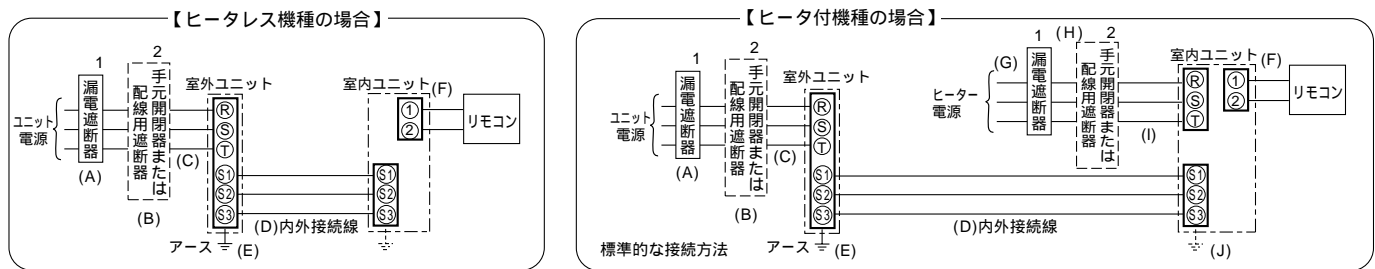 【ヒータレス機種の場合】
1
2
漏電遮断器
手元開閉器または
配線用遮断器
室外ユニット
室内ユニット
(F)
ユニット
電源
R
S
T
①
②
リモコン
(A)
(B)
(C)
S1
S2
S3
S1
S2
S3
(D)内外接続線
アース
(E)
【ヒータ付機種の場合】
1
2
漏電遮断器
手元開閉器または
配線用遮断器
室外ユニット
ユニット
電源
R
S
T
(A)
(B)
(C)
S1
S2
S3
(D)内外接続線
アース
(E)
標準的な接続方法
1
(H)
2
(G)
漏電遮断器
手元開閉器または
配線用遮断器
ヒーター
電源
(I)
室内ユニット
(F)
R
S
T
①
②
リモコン
S1
S2
S3
(J)